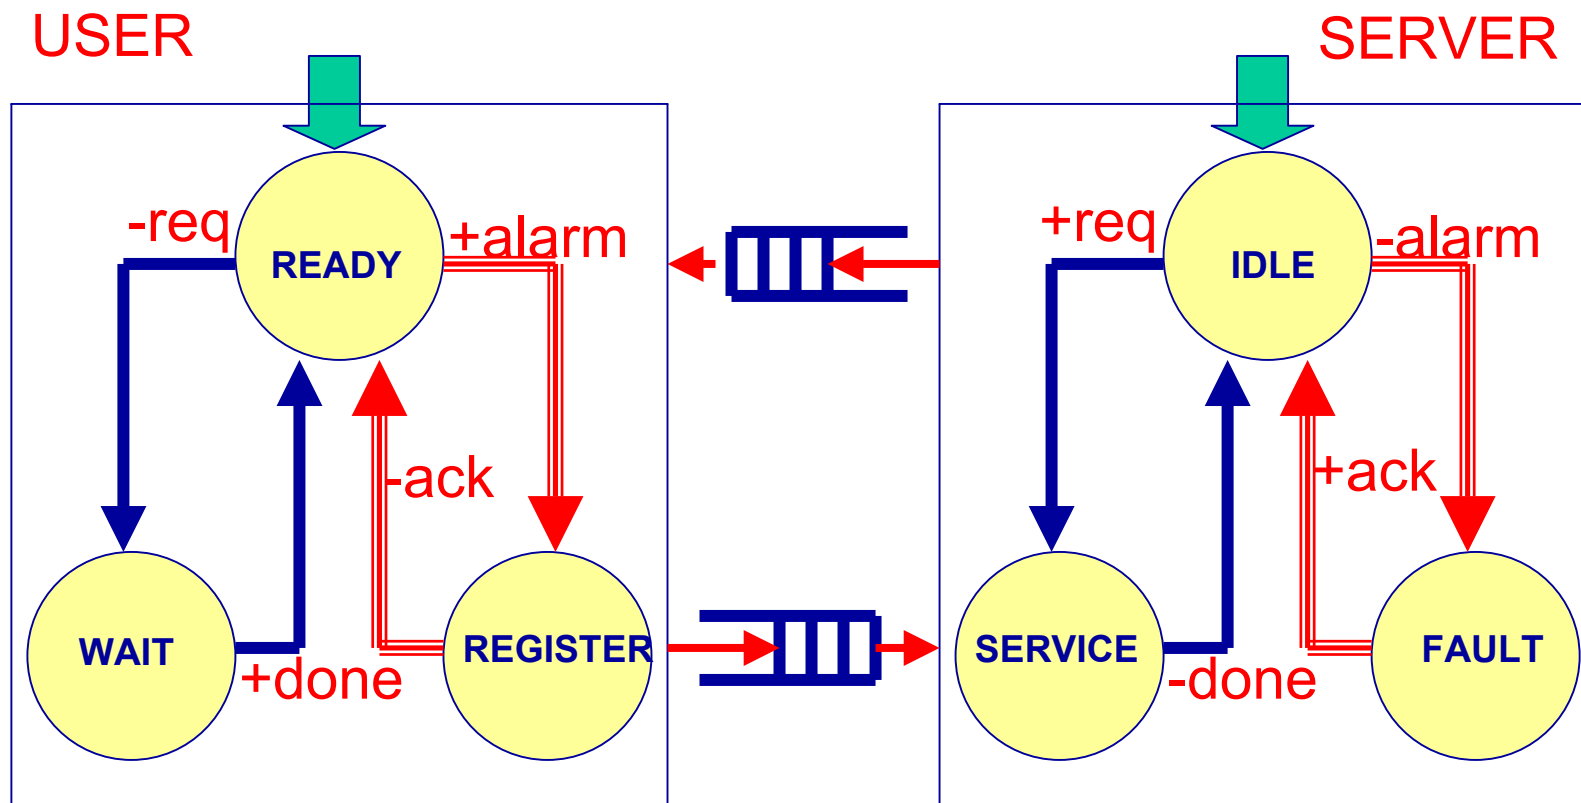 USER
SERVER
-req
+alarm
READY
+req
-alarm
IDLE
-ack
+ack
WAIT
REGISTER
+done
SERVICE
FAULT
-done